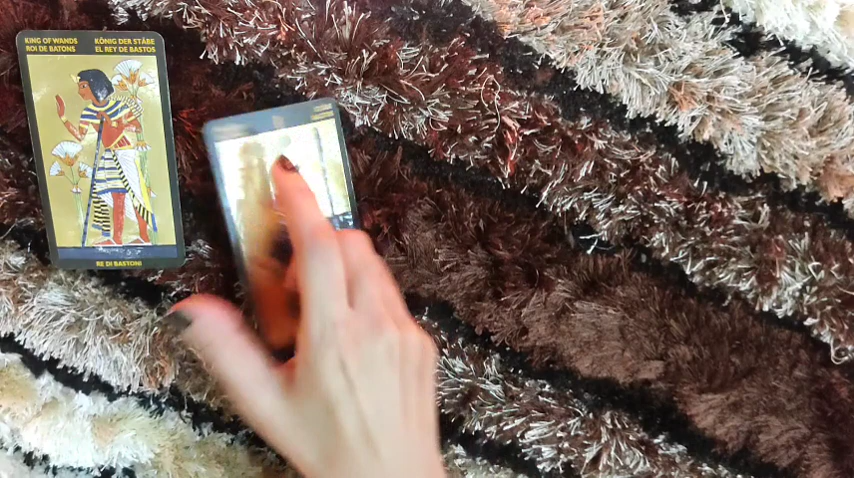 KING OF WANDS KÖNIG DER STÄBE
ROI DE BATONS EL REY DE BASTOS
RE DI BASTONI